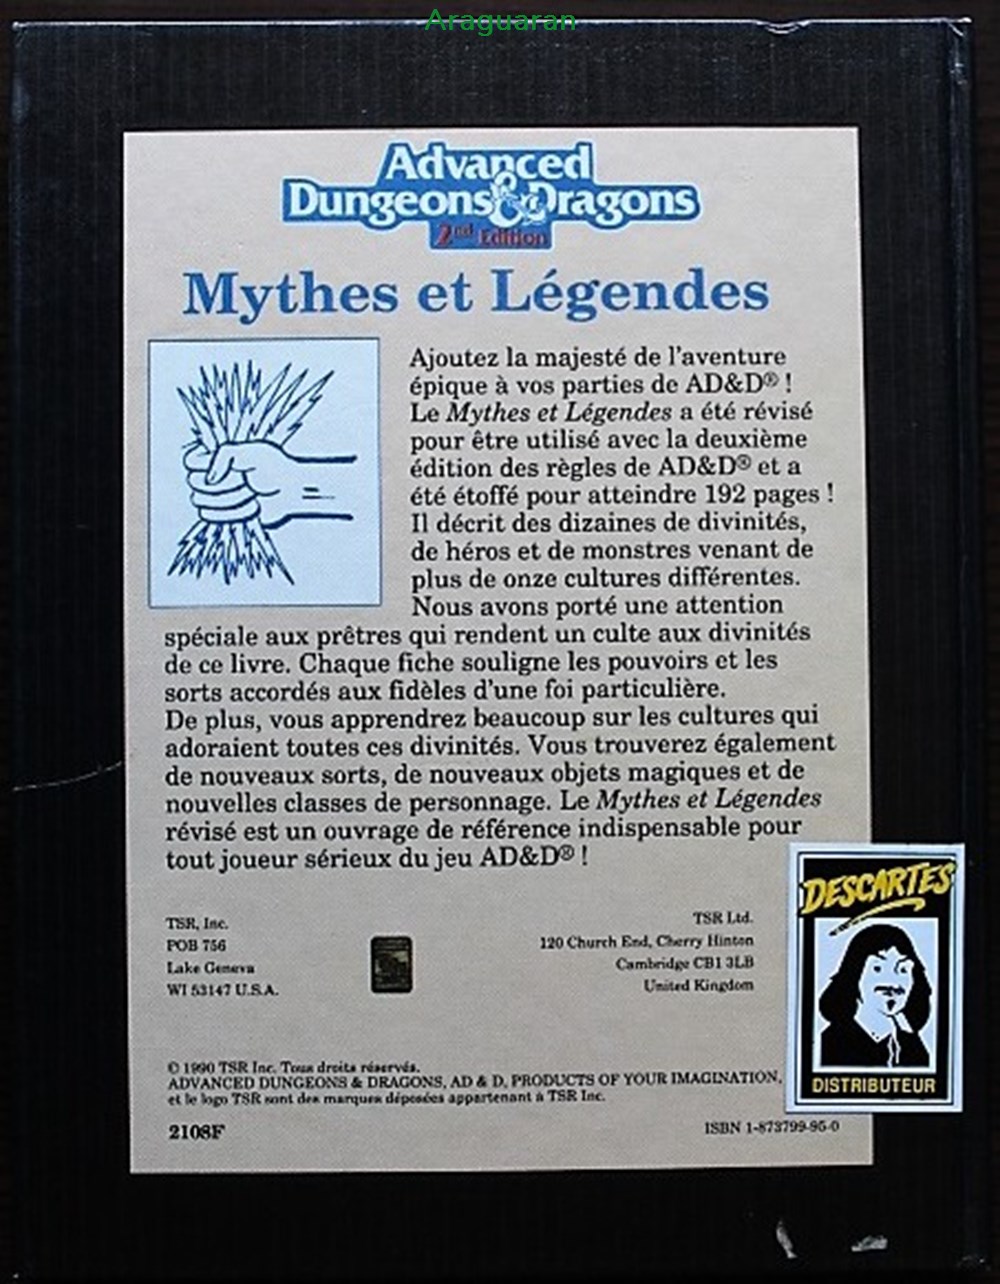 Araguaran
Advanced
Dungeons & Dragons
2nd Edition
Mythes et Légendes
Ajoutez la majesté de l'aventure
épique à vos parties de AD&D® !
Le Mythes et Légendes a été révisé
pour être utilisé avec la deuxième
édition des règles de AD&D® et a
été étoffé pour atteindre 192 pages !
Il décrit des dizaines de divinités,
de héros et de monstres venant de
plus de onze cultures différentes.
Nous avons porté une attention
spéciale aux prêtres qui rendent un culte aux divinités
de ce livre. Chaque fiche souligne les pouvoirs et les
sorts accordés aux fidèles d'une foi particulière.
De plus, vous apprendrez beaucoup sur les cultures qui
adoraient toutes ces divinités. Vous trouverez également
de nouveaux sorts, de nouveaux objets magiques et de
nouvelles classes de personnage. Le Mythes et Légendes
révisé est un ouvrage de référence indispensable pour
tout joueur sérieux du jeu AD&D® !
TSR, Inc.
POB 756
Lake Geneva
WI 53147 U.S.A.
TSR Ltd.
120 Church End, Cherry Hinton
Cambridge CB1 3LB
United Kingdom
DESCARTES
DISTRIBUTEUR
© 1990 TSR Inc. Tous droits réservés.
ADVANCED DUNGEONS & DRAGONS, AD & D, PRODUCTS OF YOUR IMAGINATION,
et le logo TSR sont des marques déposées appartenant à TSR Inc.
2108F
ISBN 1-873799-95-0